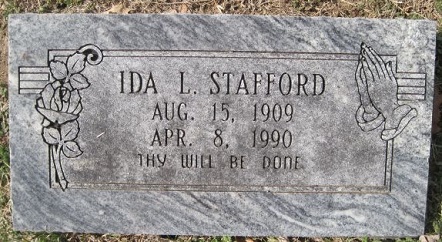 IDA L. STAFFORD
AUG. 15, 1909
APR. 8, 1990
THY WILL BE DONE